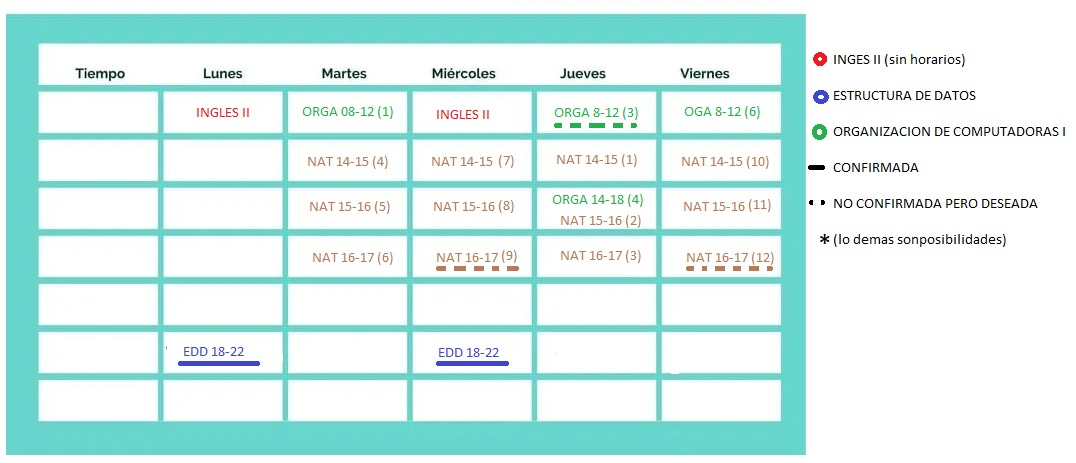 Tiempo Lunes Martes Miércoles Jueves Viernes
INGLES II ORGA 08-12 (1) INGLES II ORGA 8-12 (3) OGA 8-12 (6)
NAT 14-15 (4) NAT 14-15 (7) NAT 14-15 (1) NAT 14-15 (10)
ORGA 14-18 (4)
NAT 15-16 (5) NAT 15-16 (8) NAT 15-16 (2) NAT 15-16 (11)
NAT 16-17 (6) NAT 16-17 (9) NAT 16-17 (3) NAT 16-17 (12)
EDD 18-22 EDD 18-22
INGES II (sin horarios)
ESTRUCTURA DE DATOS
ORGANIZACION DE COMPUTADORAS I
CONFIRMADA
NO CONFIRMADA PERO DESEADA
* (lo demas sonposibilidades)